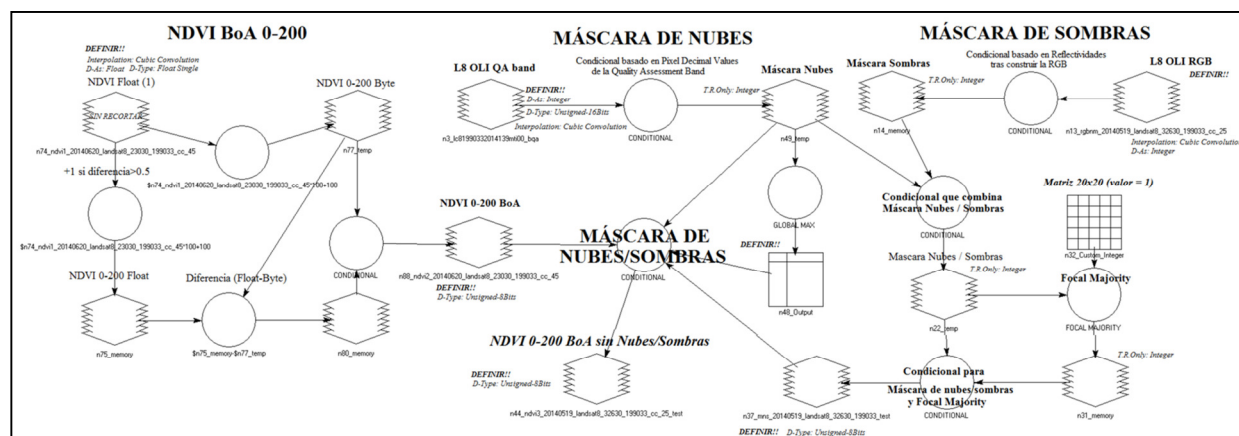 NDVI BoA 0-200
DEFINIR!!
Interpolation: Cubic Convolution
D-As: Float D-Type: Float Single
NDVI Float (1)
SIN RECORTAR
n74_ndvi1_20140620_landsat8_23030_199033_cc_45
NDVI 0-200 Byte
n77_temp
+1 si diferencia>0.5
$n74_ndvi1_20140620_landsat8_23030_199033_cc_45*100+100
$n74_ndvi1_20140620_landsat8_23030_199033_cc_45*100+100
NDVI 0-200 Float
Diferencia (Float-Byte)
CONDITIONAL
n75_memory
$n75_memory-$n77_temp
n80_memory
NDVI 0-200 BoA
n88_ndvi2_20140620_landsat8_23030_199033_cc_45
DEFINIR!!
D-Type: Unsigned-8Bits
MÁSCARA DE NUBES
L8 OLI QA band
Condicional basado en Pixel Decimal Values
de la Quality Assessment Band
Máscara Nubes
DEFINIR!!
D-As: Integer
D-Type: Unsigned-16Bits
Interpolation: Cubic Convolution
T.R.Only: Integer
n3_lc81990332014139mti00_bqa
CONDITIONAL
n49_temp
GLOBAL MAX
DEFINIR!!
n48_Output
MÁSCARA DE
NUBES/SOMBRAS
CONDITIONAL
NDVI 0-200 BoA sin Nubes/Sombras
DEFINIR!!
D-Type: Unsigned-8Bits
n44_ndvi3_20140519_landsat8_32630_199033_cc_25_test
MÁSCARA DE SOMBRAS
Máscara Sombras
Condicional basado en Reflectividades
tras construir la RGB
L8 OLI RGB
DEFINIR!!
T.R.Only: Integer
n14_memory
CONDITIONAL
n13_rgbnm_20140519_landsat8_32630_199033_cc_25
Interpolation: Cubic Convolution
D-As: Integer
Condicional que combina
Máscara Nubes / Sombras
CONDITIONAL
Matriz 20x20 (valor = 1)
n32_Custom_Integer
Mascara Nubes / Sombras
T.R.Only: Integer
n22_temp
Focal Majority
FOCAL MAJORITY
T.R.Only: Integer
n31_memory
Condicional para
Máscara de nubes/sombras
y Focal Majority
CONDITIONAL
n37_mns_20140519_landsat8_32630_199033_test
DEFINIR!! D-Type: Unsigned-8Bits